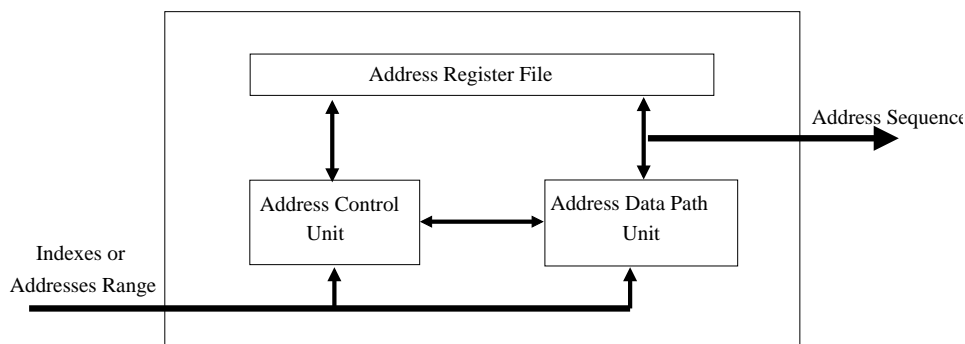 Address Register File
Address Sequence
Address Control
Unit
Address Data Path
Unit
Indexes or
Addresses Range